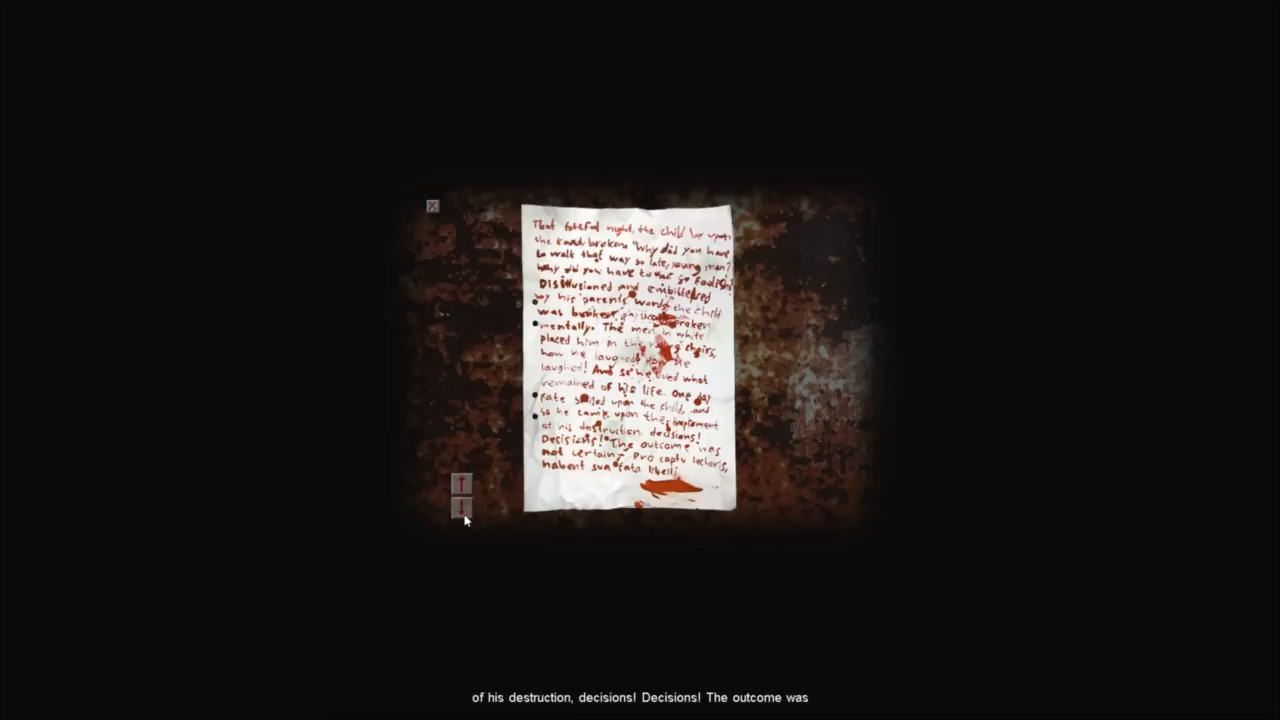 That fateful night, the child lay upon
the road, broken. "Why did you have
to walk that way so late, young man?
Why did you have to be so foolish?"
Disillusioned and embittered
by his parents words the child
was broken, physically broken
mentally. The men in white
placed him in the chairs,
how he laughed! How he
laughed! And so he lived what
remained of his life. One day
fate smiled upon the child, and
so he came upon the implement
of his destruction, decisions!
Decisions! The outcome was
not certain- Pro captu lectoris,
habent sua fata libelli
of his destruction, decisions! Decisions! The outcome was